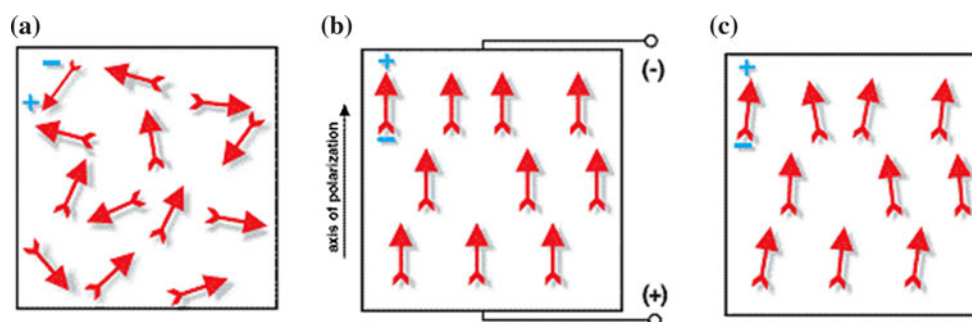 (a)
−
+
(b)
+
−
axis of polarization
(-)
(+)
(c)
+
−